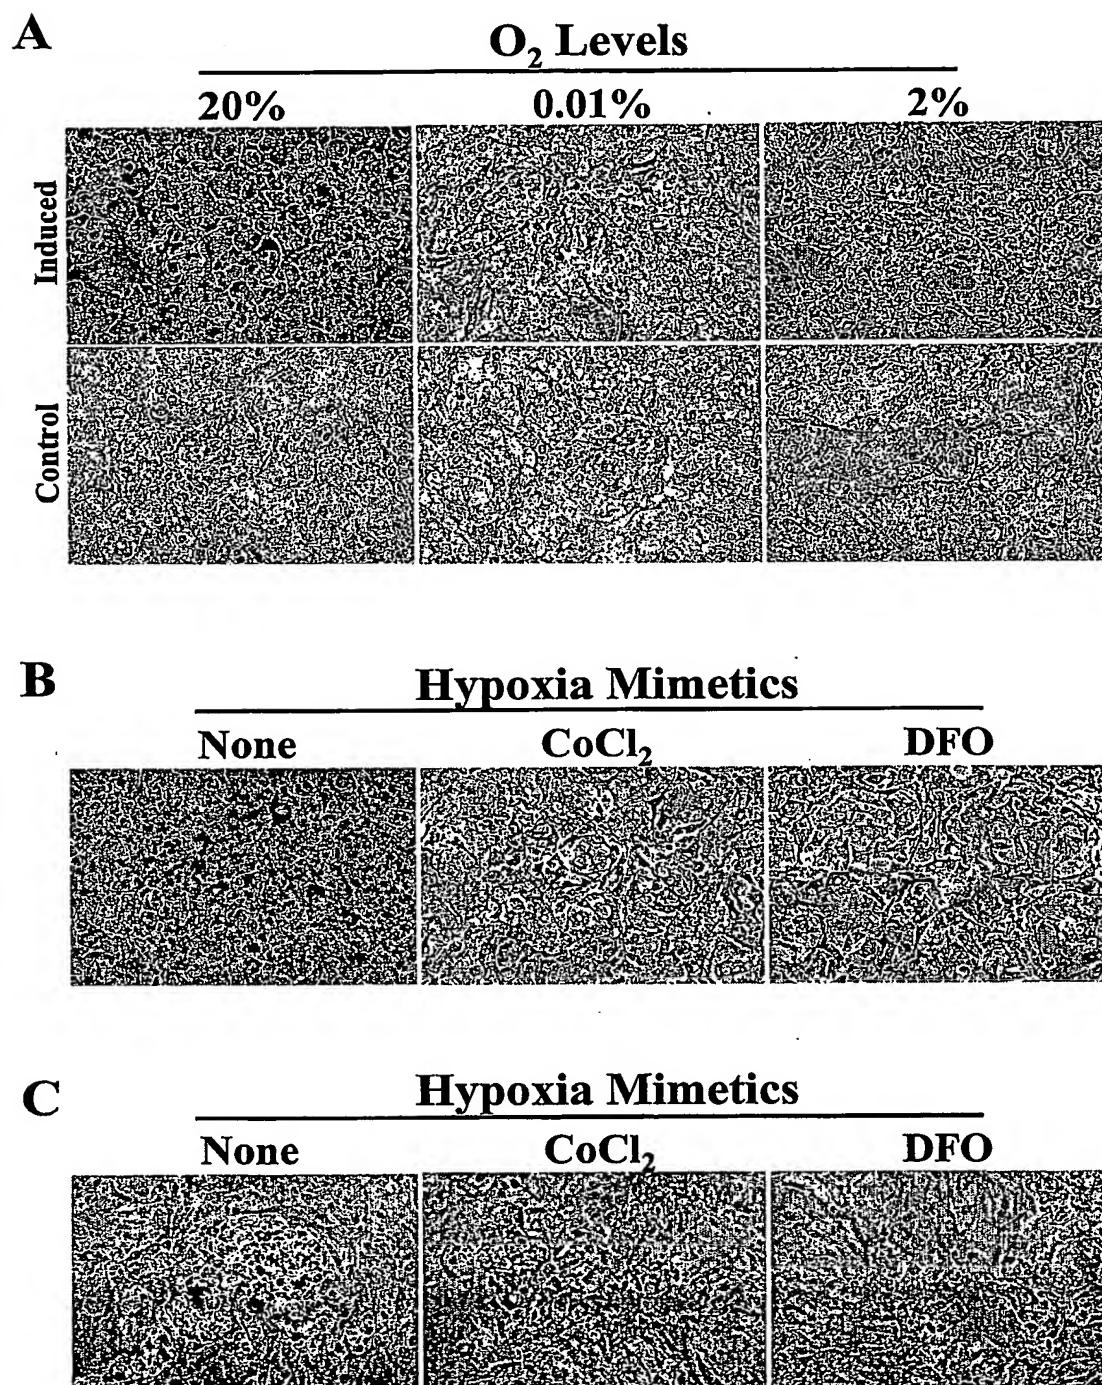 A
O₂ Levels
20% 0.01% 2%
Induced
Control
B
Hypoxia Mimetics
None CoCl₂ DFO
C
Hypoxia Mimetics
None CoCl₂ DFO